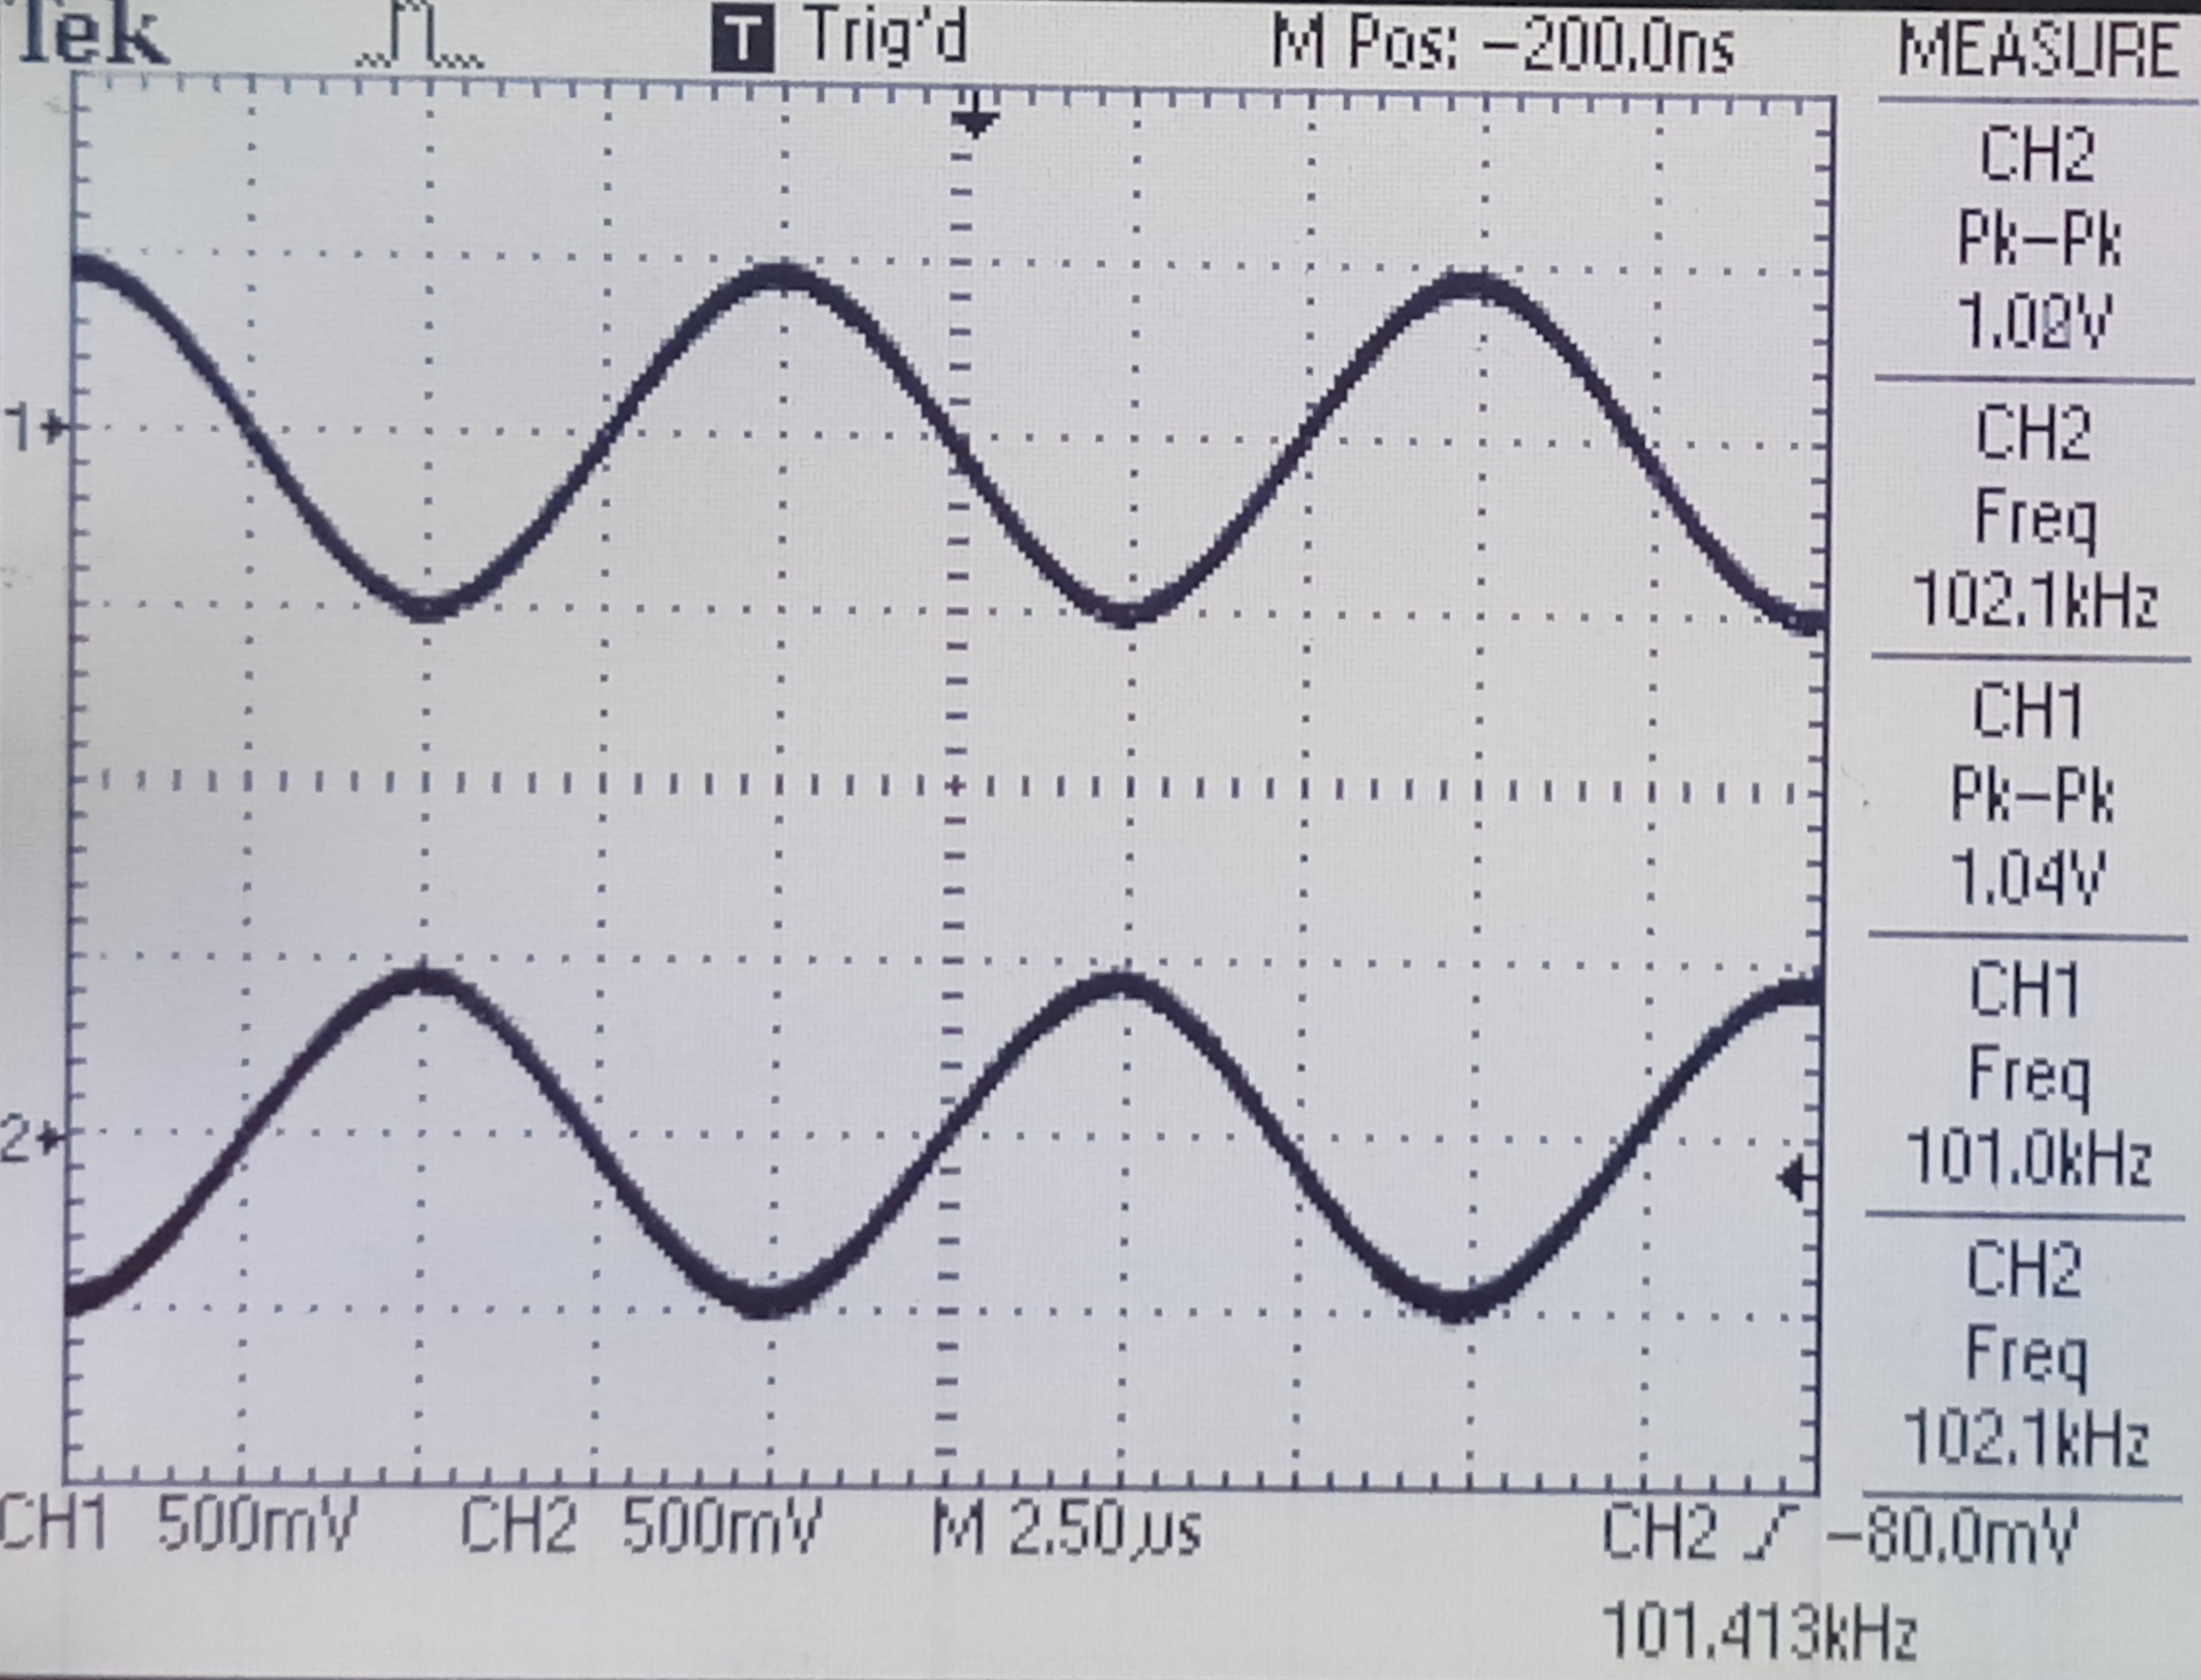 Tek T Trig'd M Pos: -200.0ns MEASURE
CH2
Pk-Pk
CH2
Freq
102.1kHz
CH1
Pk-Pk
1.04V
CH1
Freq
101.0kHz
CH2
Freq
102.1kHz
1
2
CH1 500mV CH2 500mV M 2.50µs CH2 -80.0mV
101.413kHz